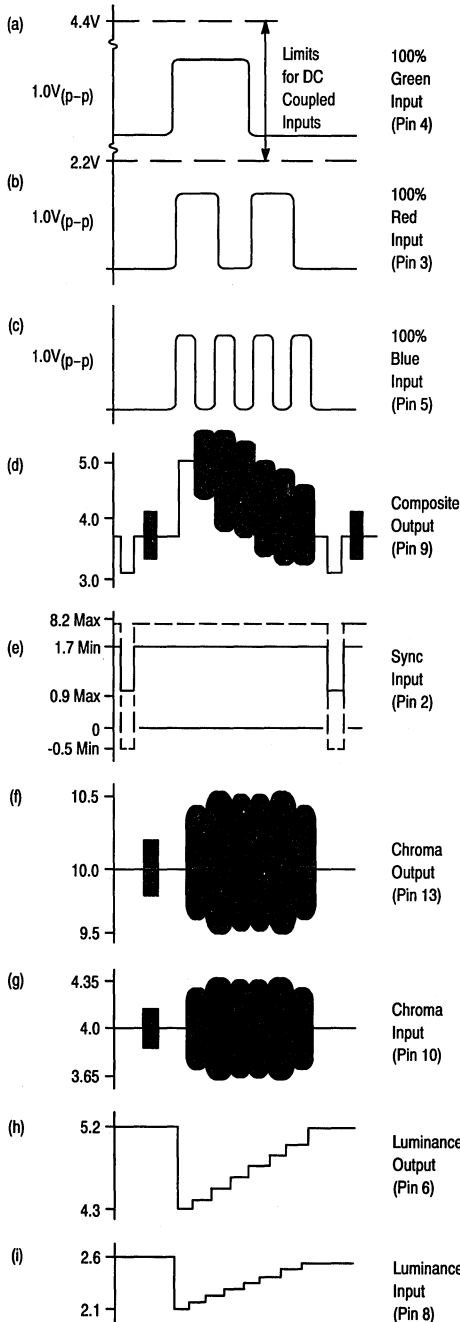 (a)
4.4V
1.0V(p–p)
Limits
for DC
Coupled
Inputs
100%
Green
Input
(Pin 4)
2.2V
(b)
1.0V(p–p)
100%
Red
Input
(Pin 3)
(c)
1.0V(p–p)
100%
Blue
Input
(Pin 5)
(d)
5.0
4.0
3.0
Composite
Output
(Pin 9)
(e)
8.2 Max
1.7 Min
0.9 Max
0
-0.5 Min
Sync
Input
(Pin 2)
(f)
10.5
10.0
9.5
Chroma
Output
(Pin 13)
(g)
4.35
4.0
3.65
Chroma
Input
(Pin 10)
(h)
5.2
4.3
Luminance
Output
(Pin 6)
(i)
2.6
2.1
Luminance
Input
(Pin 8)